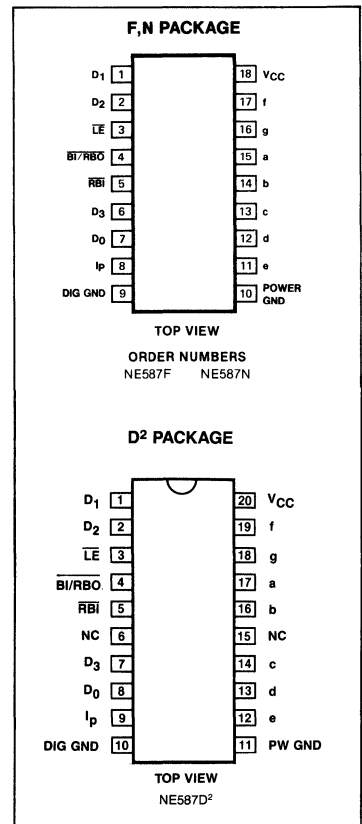 F,N PACKAGE
D1 1 18 VCC
D2 2 17 f
LE 3 16 g
BI/RBO 4 15 a
RBI 5 14 b
D3 6 13 c
D0 7 12 d
Ip 8 11 e
DIG GND 9 10 POWER GND
TOP VIEW
ORDER NUMBERS
NE587F NE587N
D2 PACKAGE
D1 1 20 VCC
D2 2 19 f
LE 3 18 g
BI/RBO 4 17 a
RBI 5 16 b
NC 6 15 NC
D3 7 14 c
D0 8 13 d
Ip 9 12 e
DIG GND 10 11 PW GND
TOP VIEW
NE587D2